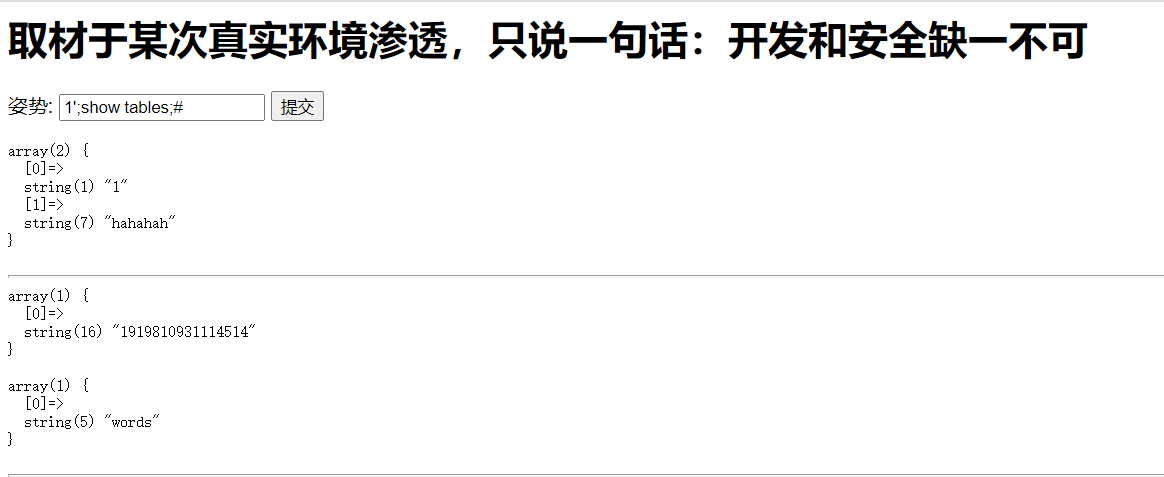 取材于某次真实环境渗透，只说一句话：开发和安全缺一不可
姿势: 1';show tables;# 提交
array(2) {
  [0]=>
  string(1) "1"
  [1]=>
  string(7) "hahahah"
}
array(1) {
  [0]=>
  string(16) "1919810931114514"
}
array(1) {
  [0]=>
  string(5) "words"
}